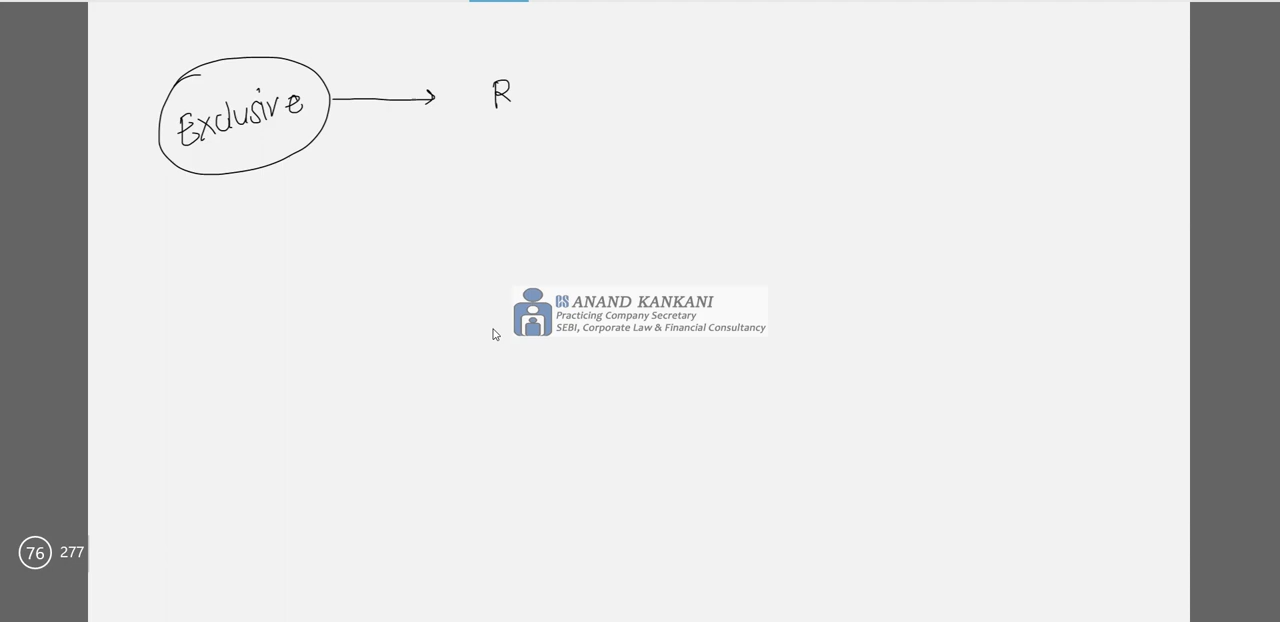 Exclusive R
CS ANAND KANKANI
Practicing Company Secretary
SEBI, Corporate Law & Financial Consultancy
76 277